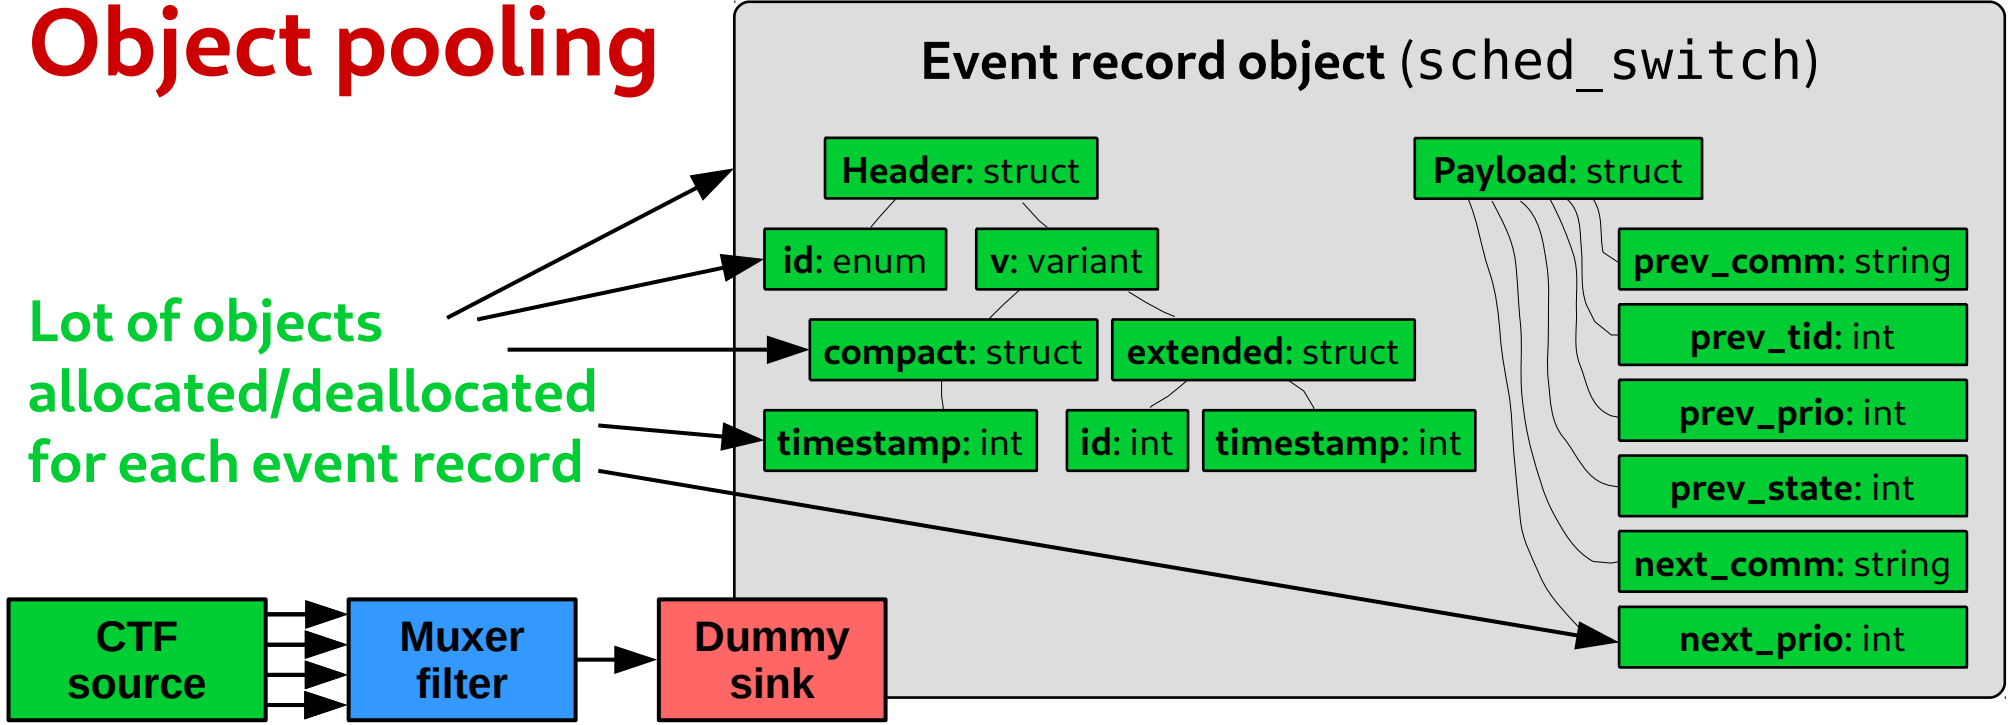 Object pooling
Event record object (sched_switch)
Header: struct
Payload: struct
id: enum
v: variant
prev_comm: string
Lot of objects
allocated/deallocated
for each event record
compact: struct
extended: struct
prev_tid: int
prev_prio: int
timestamp: int
id: int
timestamp: int
prev_state: int
next_comm: string
next_prio: int
CTF
source
Muxer
filter
Dummy
sink